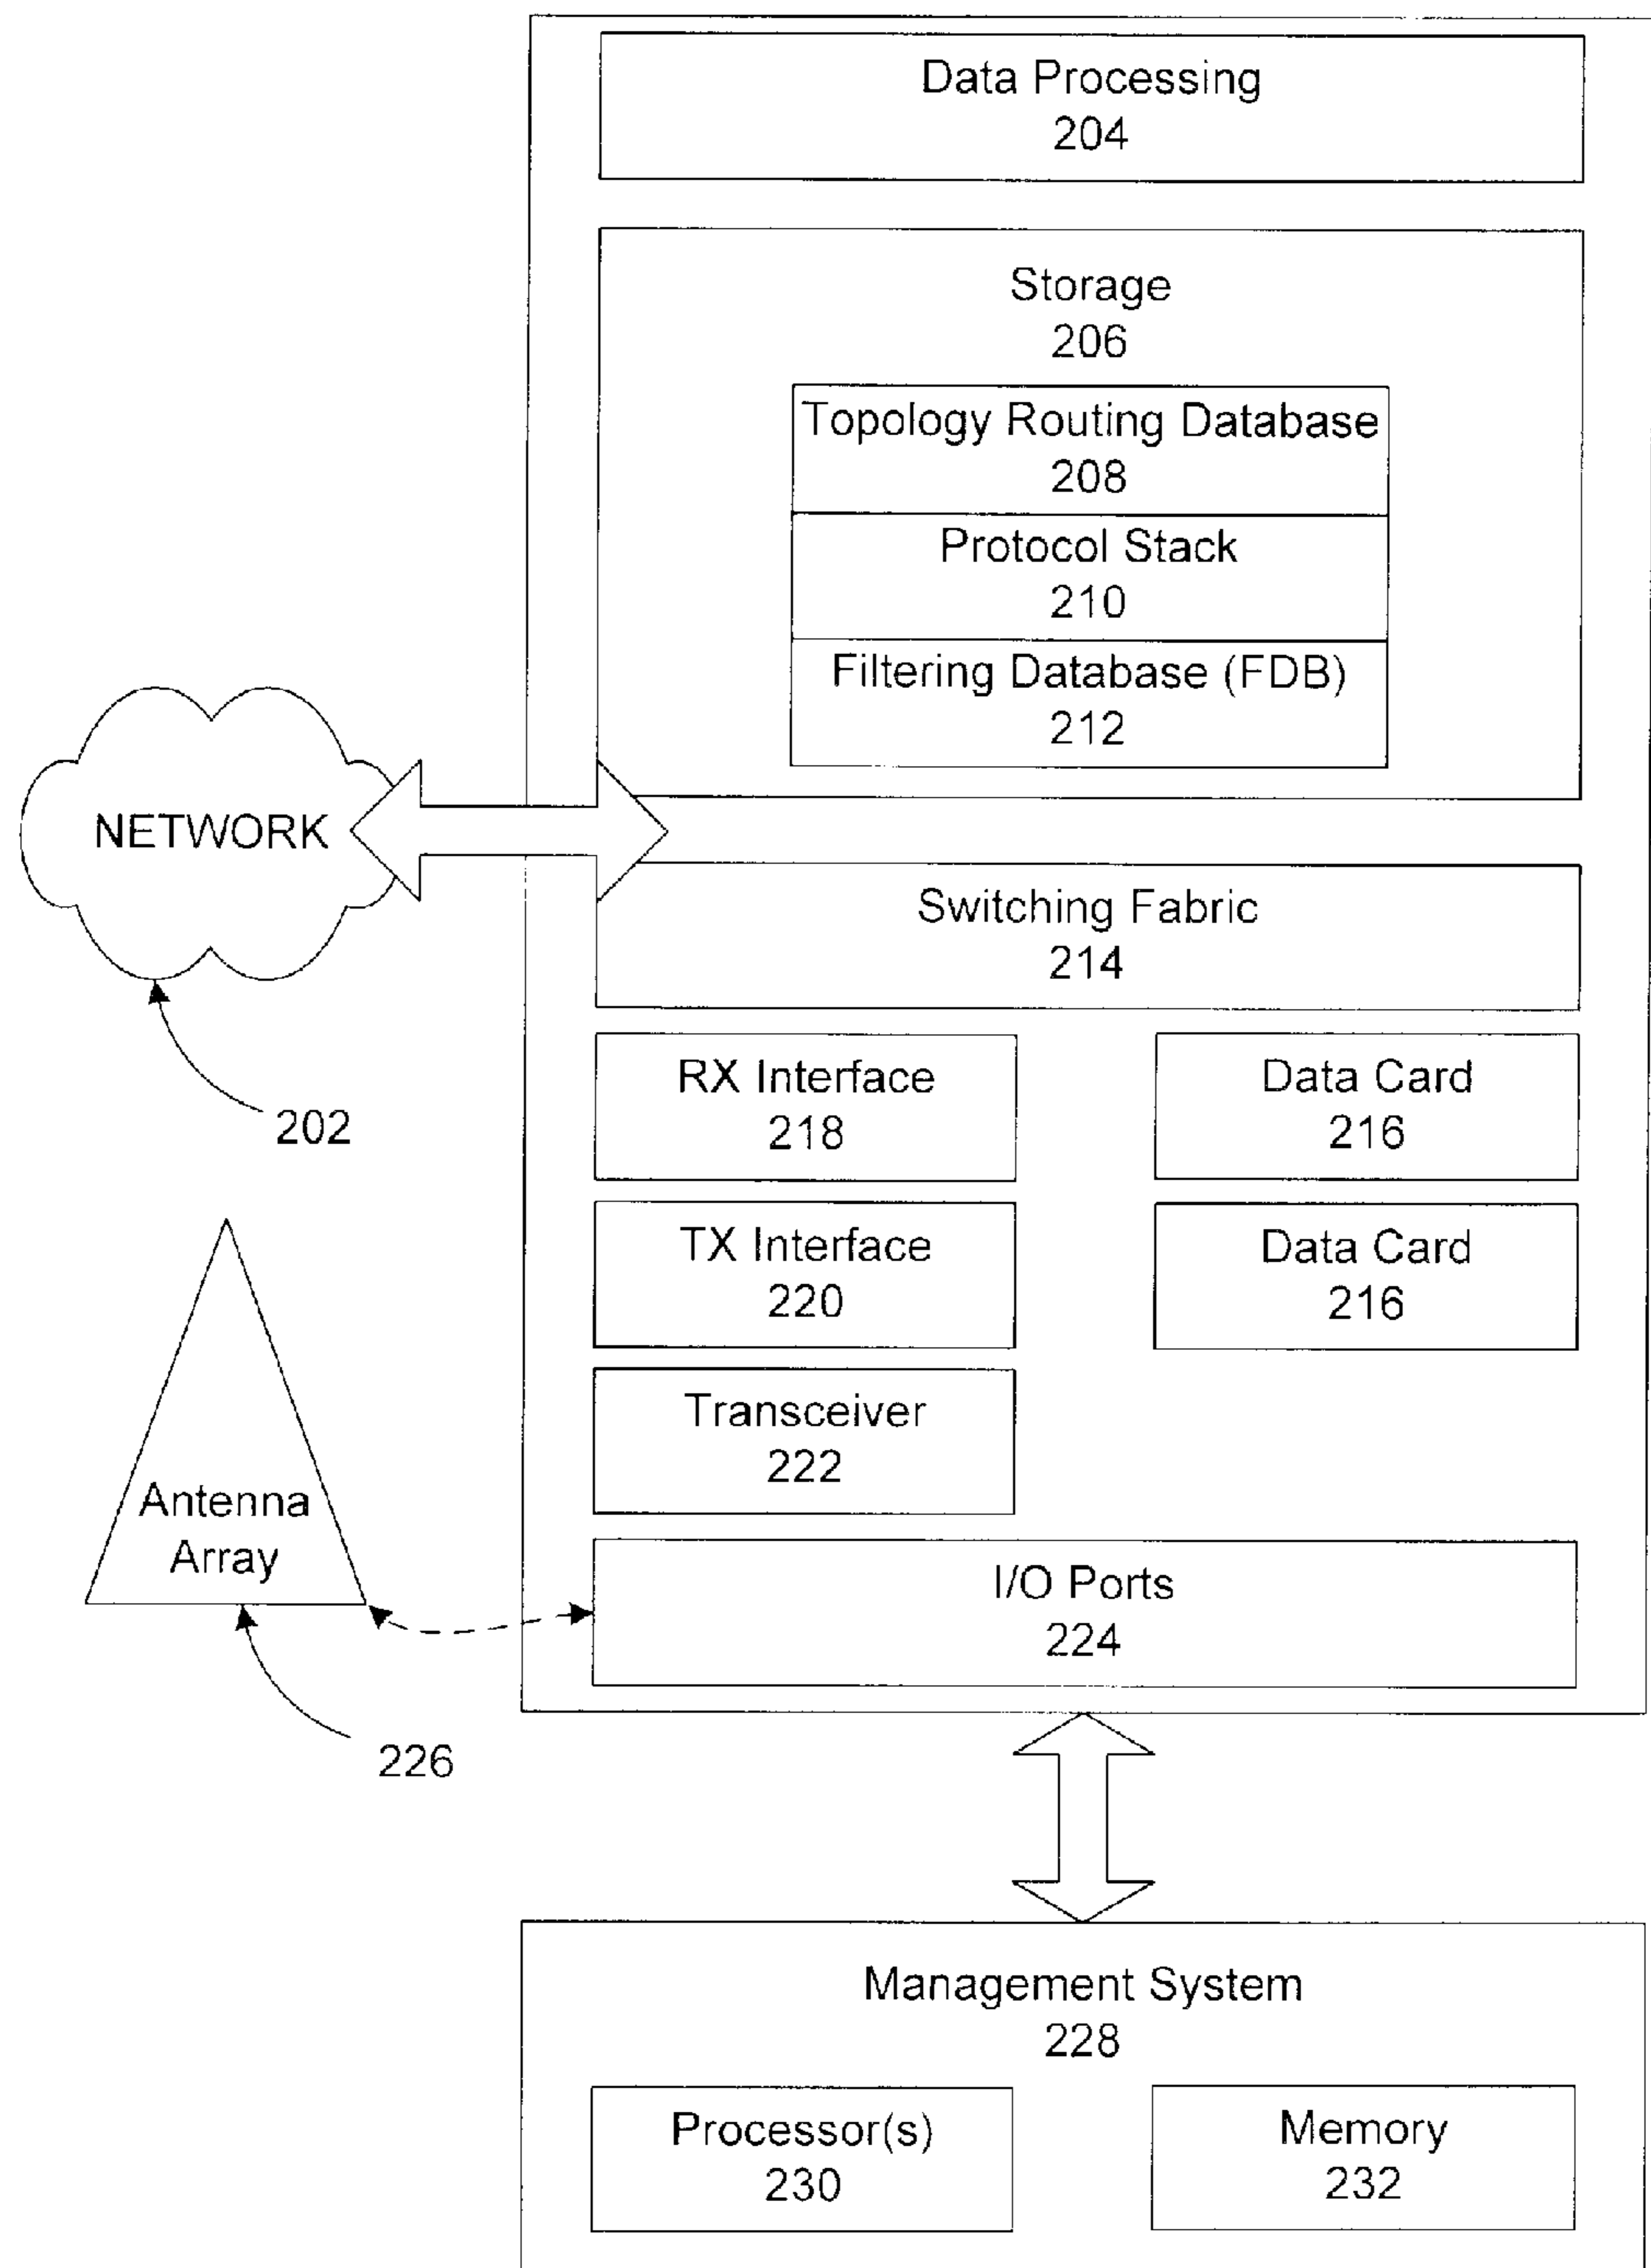 Data Processing
204
Storage
206
Topology Routing Database
208
Protocol Stack
210
Filtering Database (FDB)
212
NETWORK
202
Switching Fabric
214
RX Interface
218
Data Card
216
TX Interface
220
Data Card
216
Transceiver
222
Antenna
Array
226
I/O Ports
224
Management System
228
Processor(s)
230
Memory
232